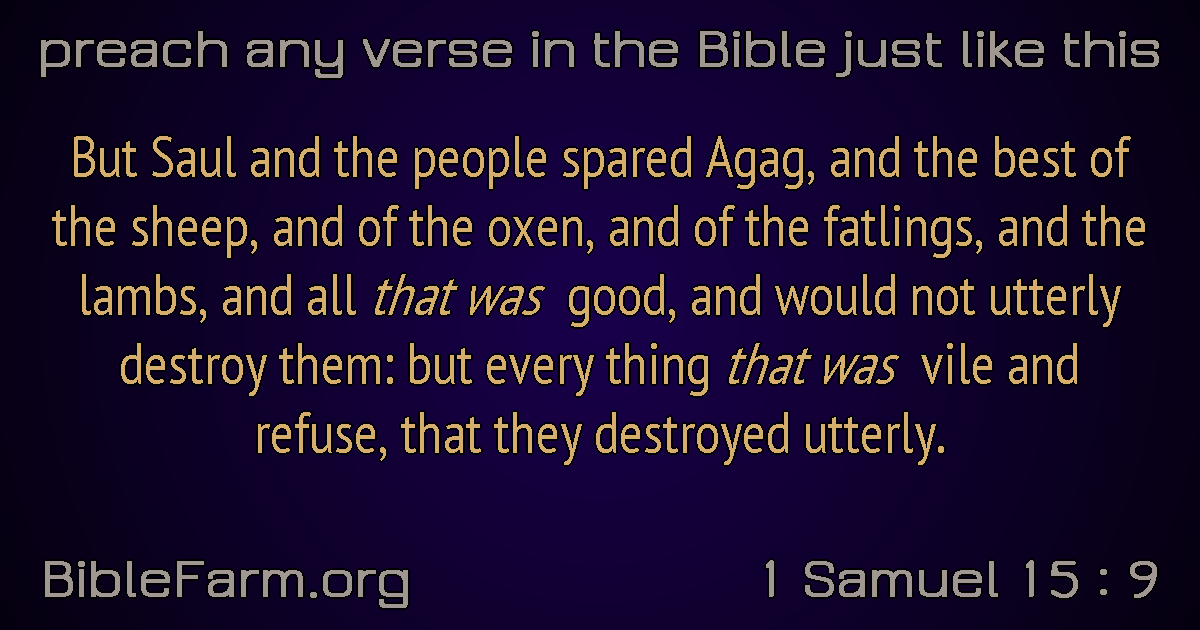 preach any verse in the Bible just like this
But Saul and the people spared Agag, and the best of
the sheep, and of the oxen, and of the fatlings, and the
lambs, and all that was good, and would not utterly
destroy them: but every thing that was vile and
refuse, that they destroyed utterly.
BibleFarm.org
1 Samuel 15 : 9